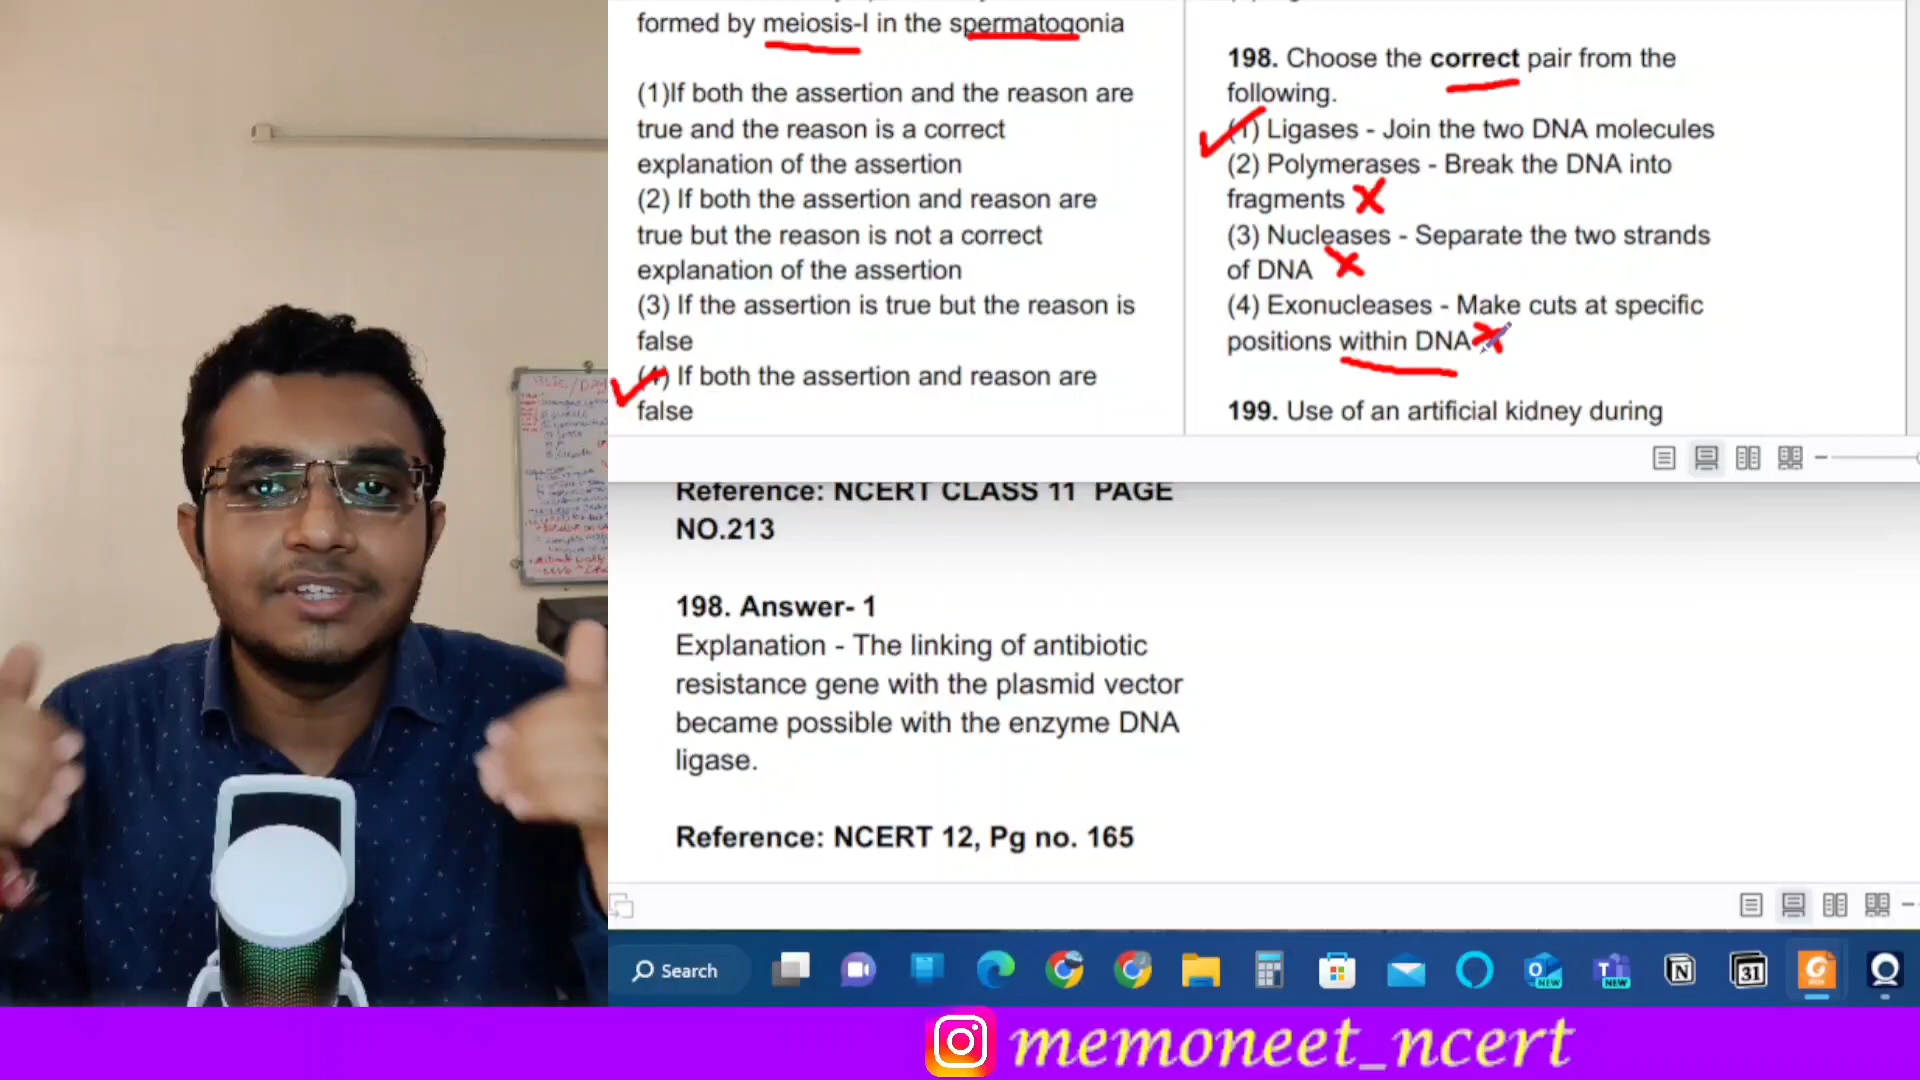 formed by meiosis-I in the spermatogonia
(1)If both the assertion and the reason are
true and the reason is a correct
explanation of the assertion
(2) If both the assertion and reason are
true but the reason is not a correct
explanation of the assertion
(3) If the assertion is true but the reason is
false
(4) If both the assertion and reason are
false
198. Choose the correct pair from the
following.
(1) Ligases - Join the two DNA molecules
(2) Polymerases - Break the DNA into
fragments
(3) Nucleases - Separate the two strands
of DNA
(4) Exonucleases - Make cuts at specific
positions within DNA
199. Use of an artificial kidney during
Reference: NCERT CLASS 11 PAGE
NO.213
198. Answer- 1
Explanation - The linking of antibiotic
resistance gene with the plasmid vector
became possible with the enzyme DNA
ligase.
Reference: NCERT 12, Pg no. 165
Search
NEW
NEW
31
memoneet_ncert